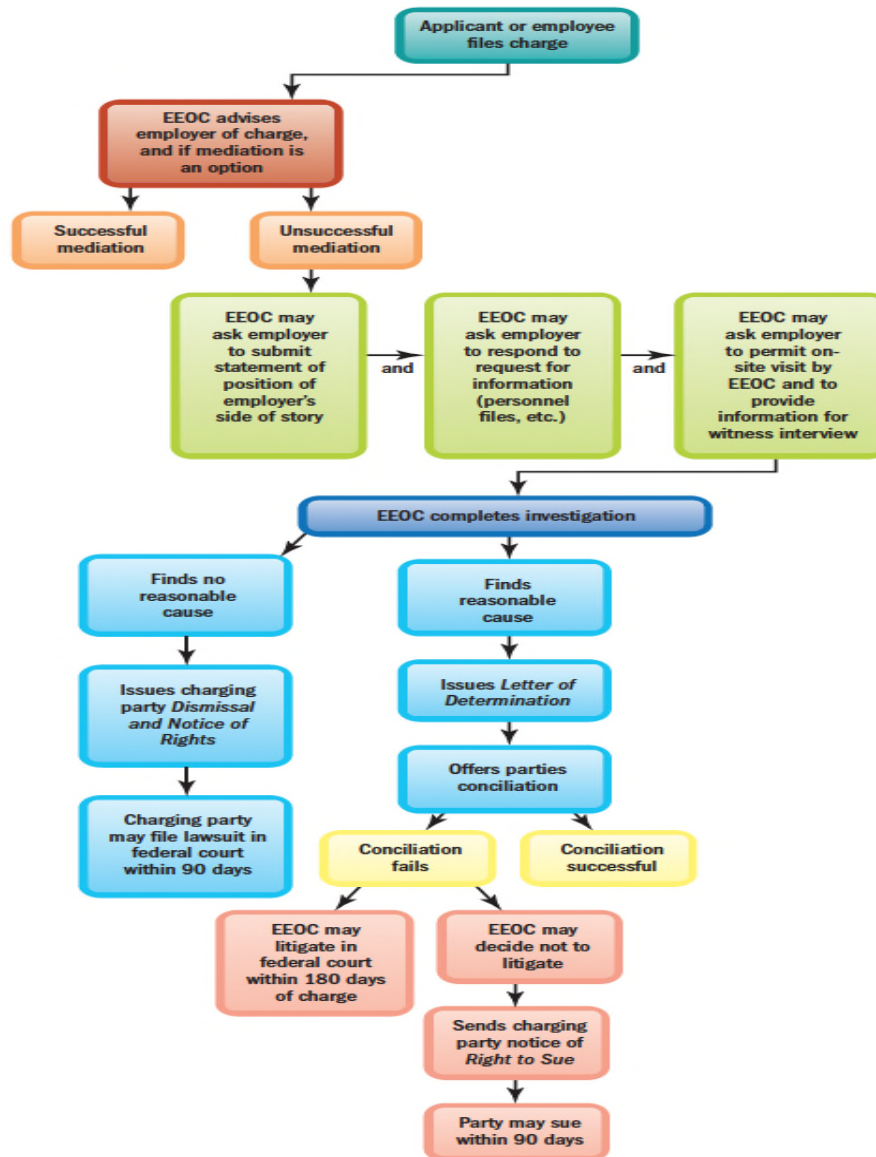 Applicant or employee
files charge
EEOC advises
employer of charge,
and if mediation is
an option
Successful
mediation
Unsuccessful
mediation
EEOC may
ask employer
to submit
statement of
position of
employer's
side of story
and
EEOC may
ask employer
to respond to
request for
information
(personnel
files, etc.)
and
EEOC may
ask employer
to permit on-
site visit by
EEOC and to
provide
information for
witness interview
EEOC completes investigation
Finds no
reasonable
cause
Issues charging
party Dismissal
and Notice of
Rights
Charging party
may file lawsuit in
federal court
within 90 days
Finds
reasonable
cause
Issues Letter of
Determination
Offers parties
conciliation
Conciliation
fails
Conciliation
successful
EEOC may
litigate in
federal court
within 180 days
of charge
EEOC may
decide not to
litigate
Sends charging
party notice of
Right to Sue
Party may sue
within 90 days